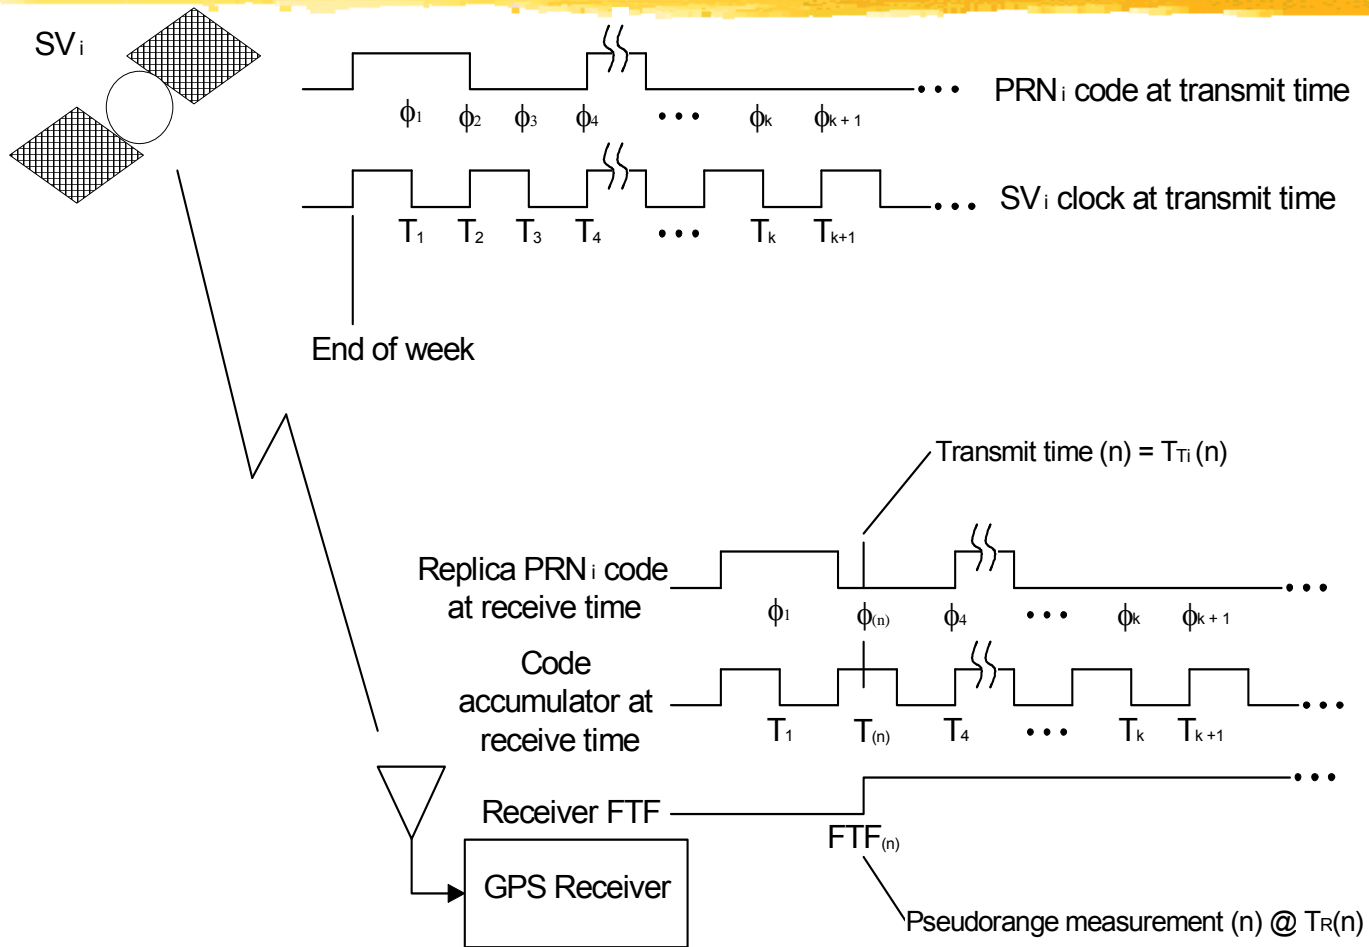 SV i
PRN i code at transmit time
ϕ1 ϕ2 ϕ3 ϕ4 ••• ϕk ϕk + 1 •••
SV i clock at transmit time
T1 T2 T3 T4 ••• Tk Tk+1 •••
End of week
Transmit time (n) = TTi (n)
Replica PRN i code
at receive time
ϕ1 ϕ(n) ϕ4 ••• ϕk ϕk + 1 •••
Code
accumulator at
receive time
T1 T(n) T4 ••• Tk Tk +1 •••
Receiver FTF •••
FTF(n)
GPS Receiver
Pseudorange measurement (n) @ TR(n)